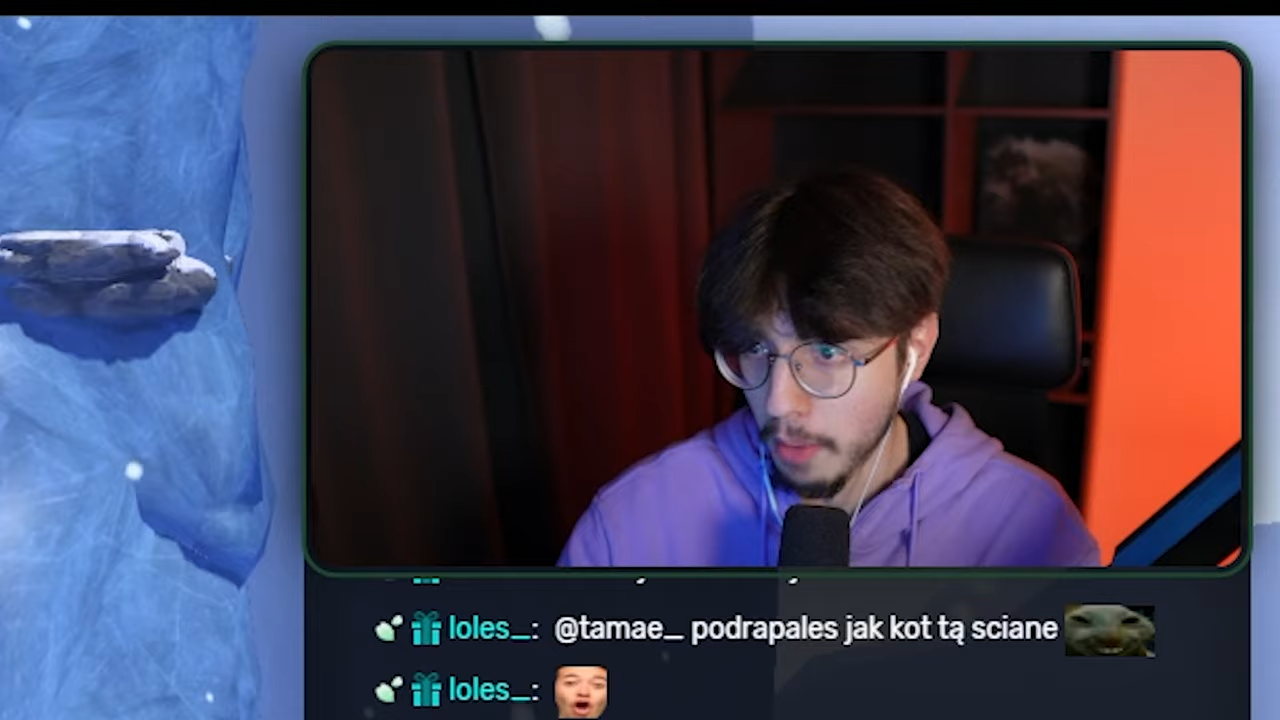 loles_: @tamae_ podrapales jak kot tą sciane
loles_: